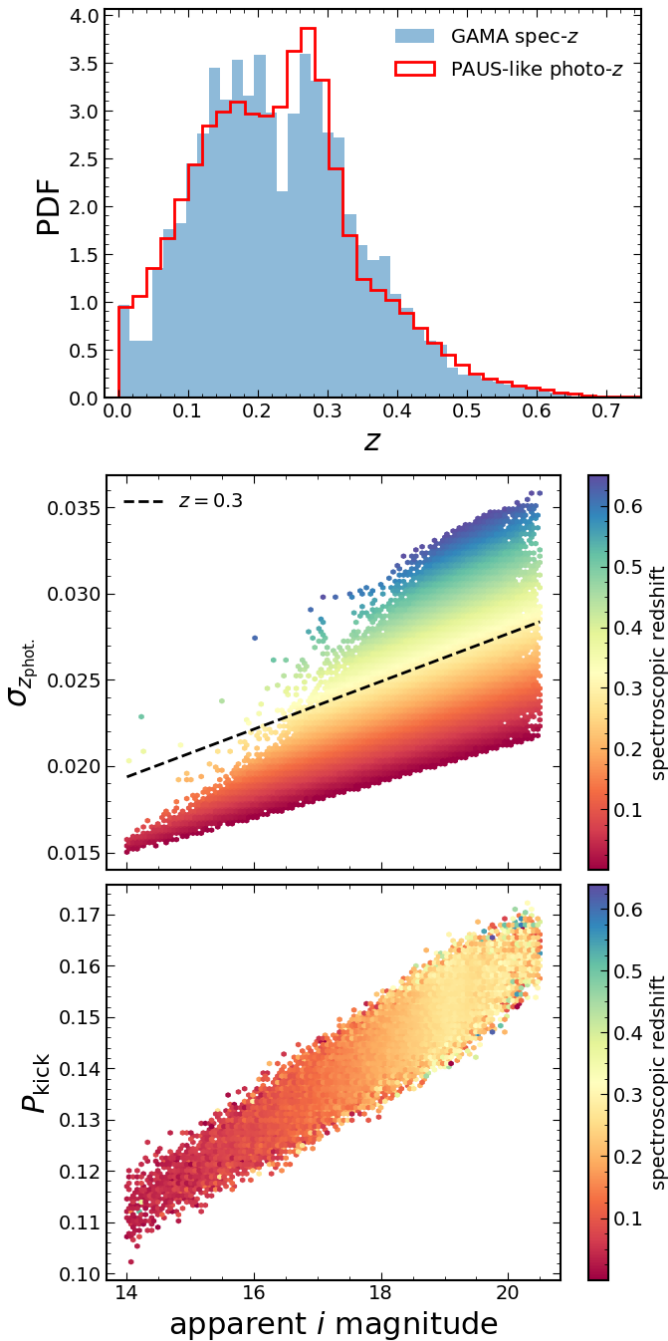 GAMA spec-z
PAUS-like photo-z
4.0
3.5
3.0
2.5
2.0
1.5
1.0
0.5
0.0
PDF
0.0 0.1 0.2 0.3 0.4 0.5 0.6 0.7
z
z = 0.3
0.035
0.030
0.025
0.020
0.015
σ_{z_{phot.}}
0.6
0.5
0.4
0.3
0.2
0.1
spectroscopic redshift
0.17
0.16
0.15
0.14
0.13
0.12
0.11
0.10
P_{kick}
0.6
0.5
0.4
0.3
0.2
0.1
spectroscopic redshift
14 16 18 20
apparent i magnitude